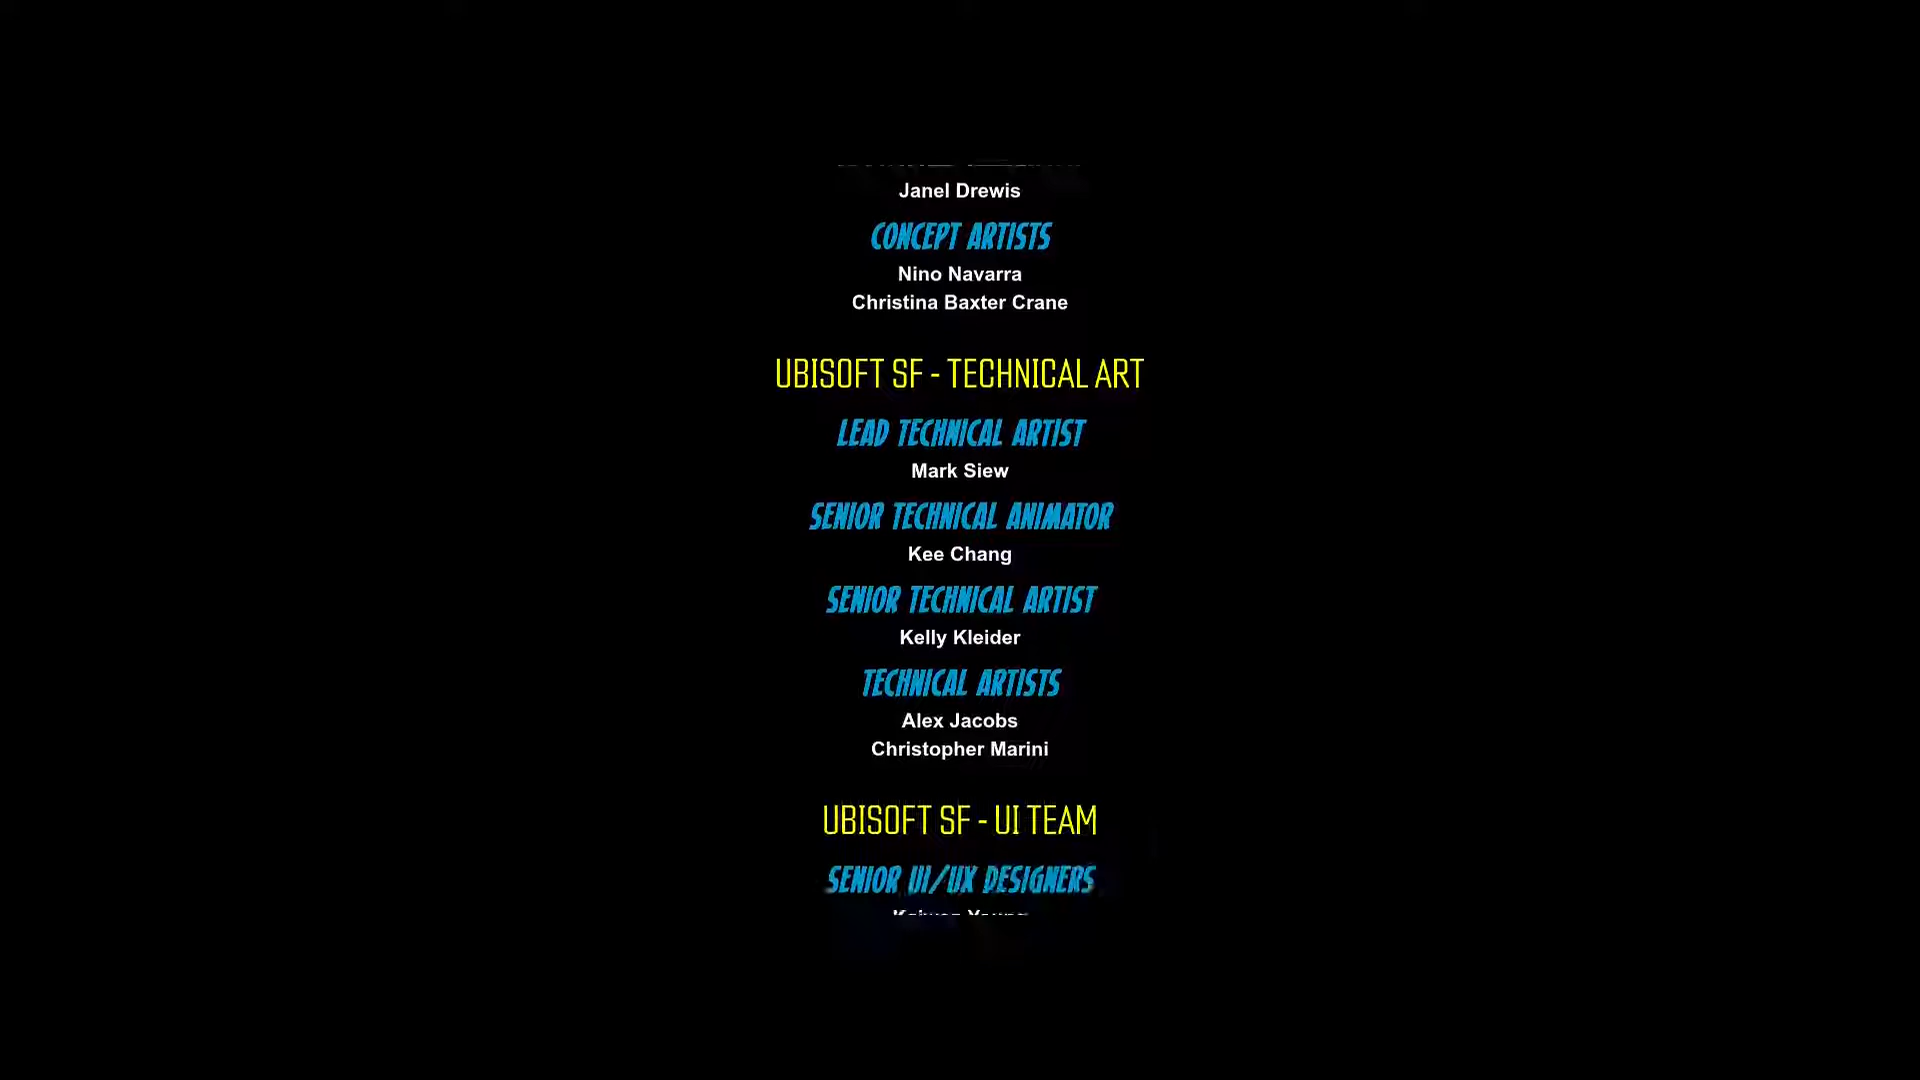 Janel Drewis
CONCEPT ARTISTS
Nino Navarra
Christina Baxter Crane
UBISOFT SF - TECHNICAL ART
LEAD TECHNICAL ARTIST
Mark Siew
SENIOR TECHNICAL ANIMATOR
Kee Chang
SENIOR TECHNICAL ARTIST
Kelly Kleider
TECHNICAL ARTISTS
Alex Jacobs
Christopher Marini
UBISOFT SF - UI TEAM
SENIOR UI/UX DESIGNERS